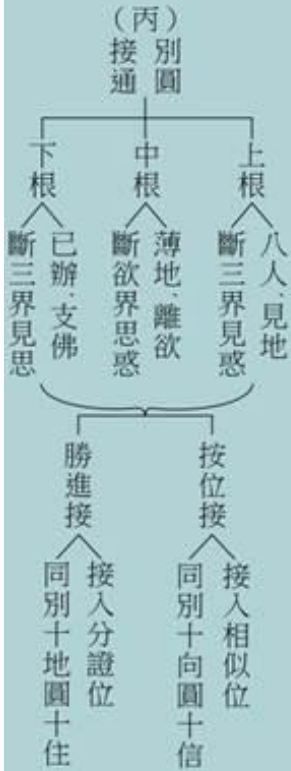 （丙）
別圓
接通
上根
八人．見地
斷三界見惑
中根
薄地．離欲
斷欲界思惑
下根
已辦．支佛
斷三界見思
按位接
接入相似位
同別十向圓十信
勝進接
接入分證位
同別十地圓十住